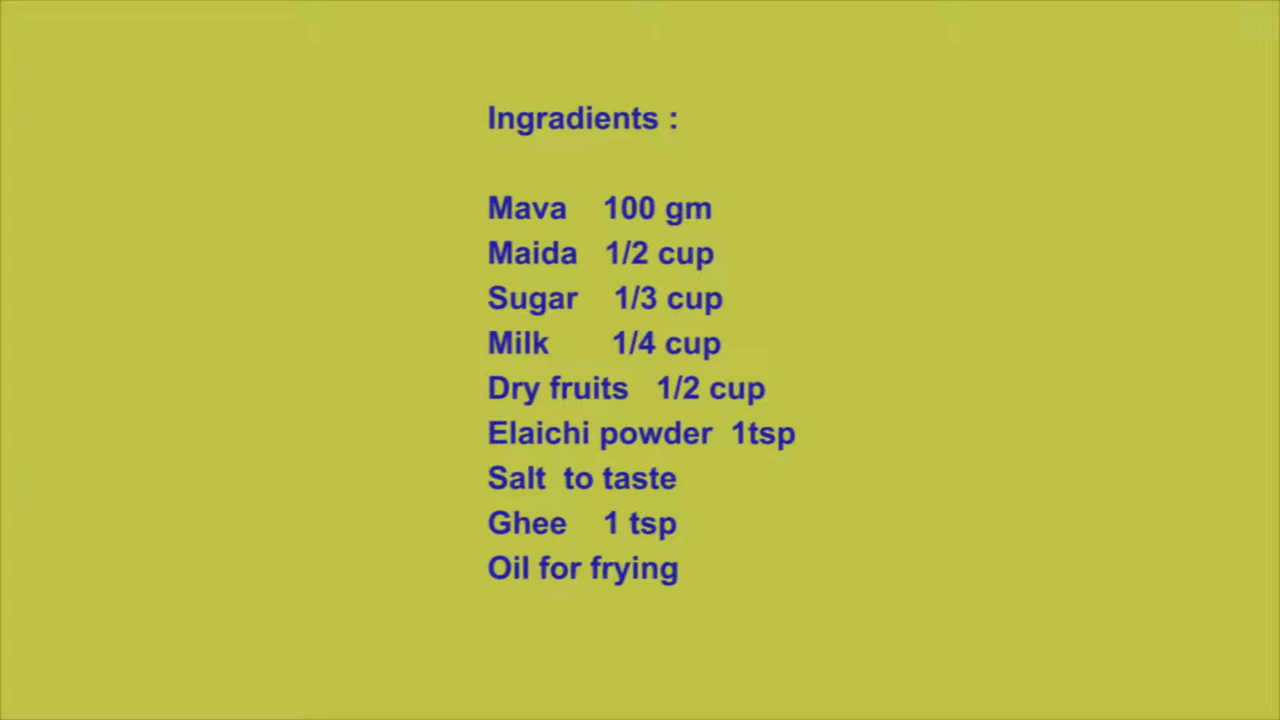 Ingradients :
Mava 100 gm
Maida 1/2 cup
Sugar 1/3 cup
Milk 1/4 cup
Dry fruits 1/2 cup
Elaichi powder 1tsp
Salt to taste
Ghee 1 tsp
Oil for frying